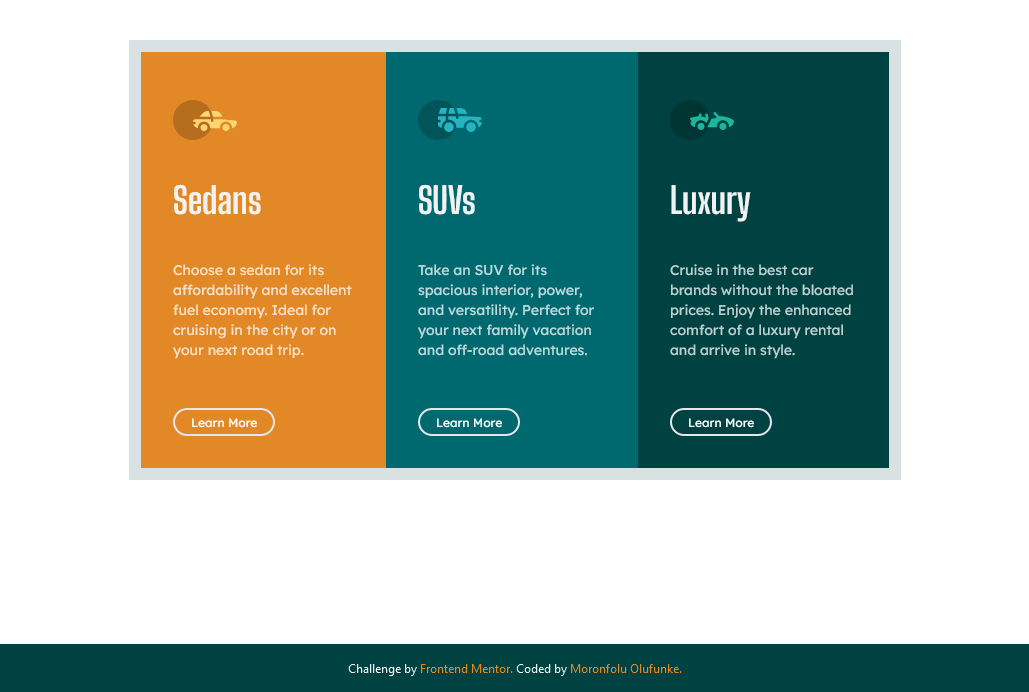 Sedans
Choose a sedan for its
affordability and excellent
fuel economy. Ideal for
cruising in the city or on
your next road trip.
Learn More
SUVs
Take an SUV for its
spacious interior, power,
and versatility. Perfect for
your next family vacation
and off-road adventures.
Learn More
Luxury
Cruise in the best car
brands without the bloated
prices. Enjoy the enhanced
comfort of a luxury rental
and arrive in style.
Learn More
Challenge by Frontend Mentor. Coded by Moronfolu Olufunke.